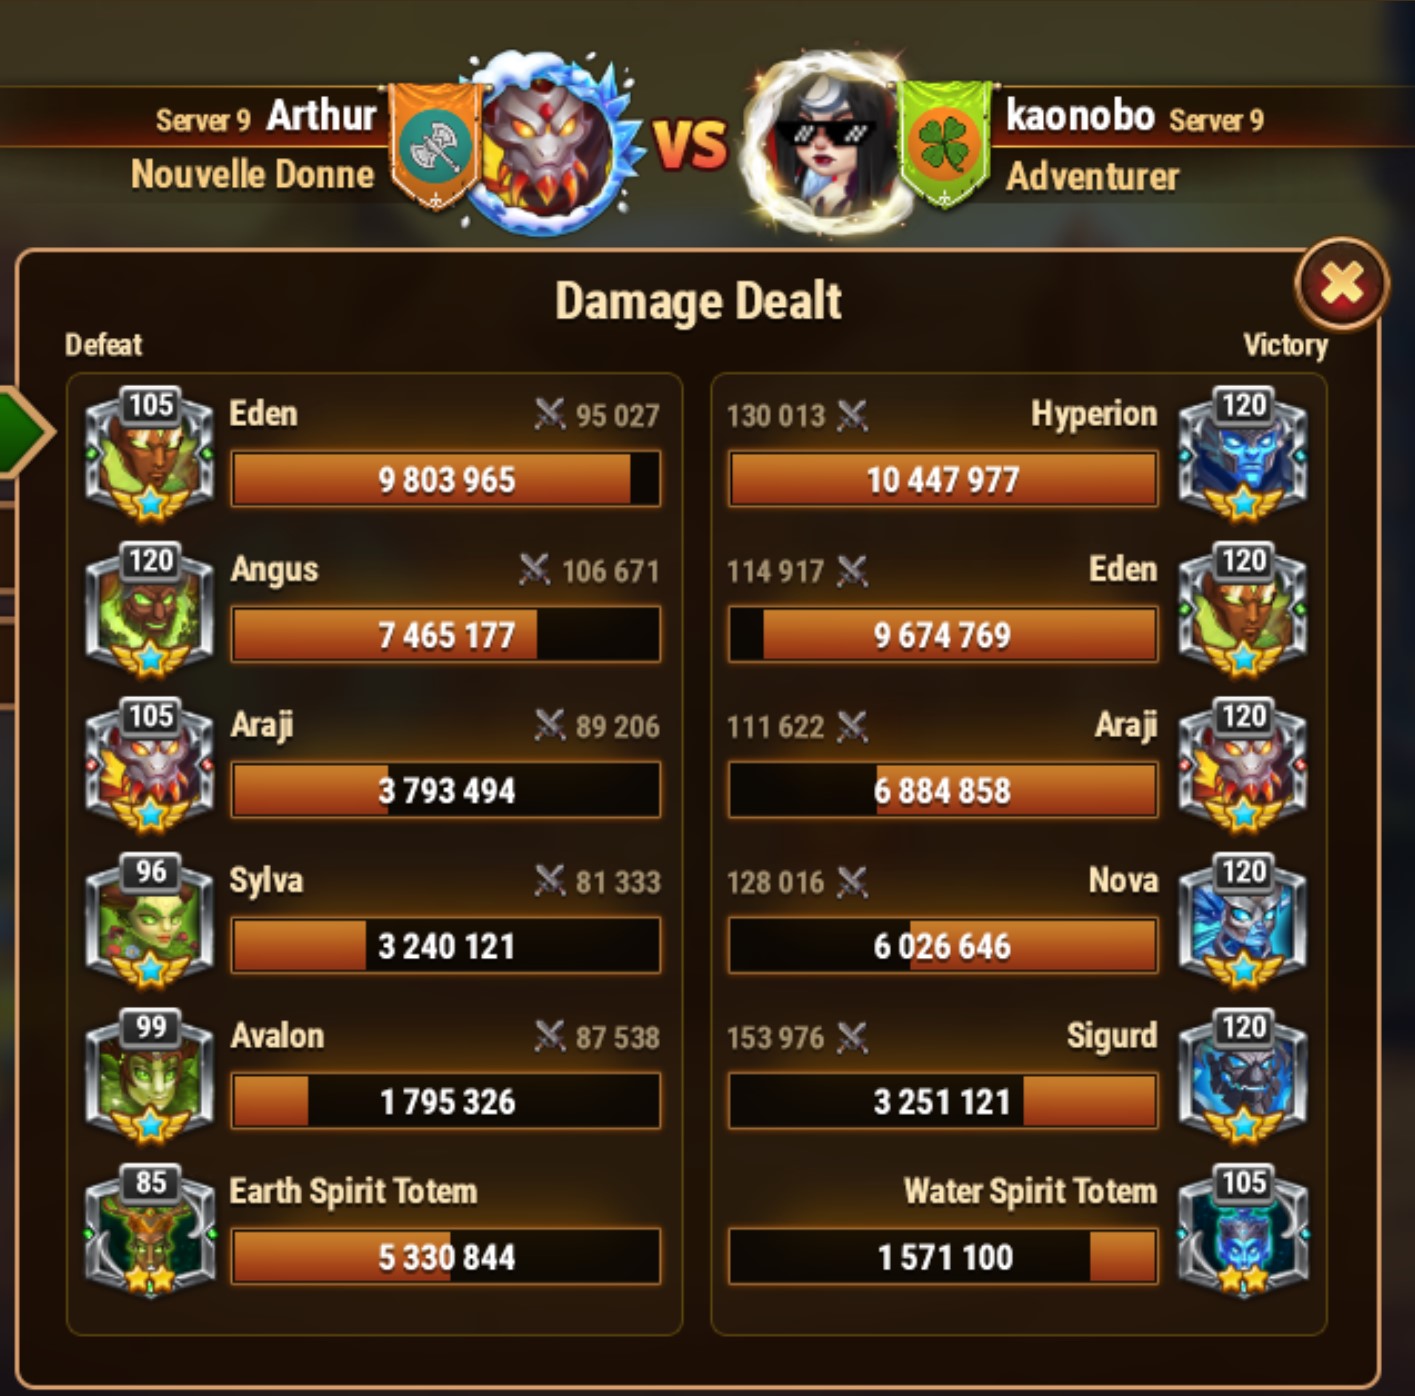 Server 9 Arthur VS kaonobo Server 9
Nouvelle Donne Adventurer
Damage Dealt
Defeat Victory
105 Eden 95 027
9 803 965
120 Angus 106 671
7 465 177
105 Araji 89 206
3 793 494
96 Sylva 81 333
3 240 121
99 Avalon 87 538
1 795 326
85 Earth Spirit Totem
5 330 844
130 013 Hyperion 120
10 447 977
114 917 Eden 120
9 674 769
111 622 Araji 120
6 884 858
128 016 Nova 120
6 026 646
153 976 Sigurd 120
3 251 121
Water Spirit Totem 105
1 571 100